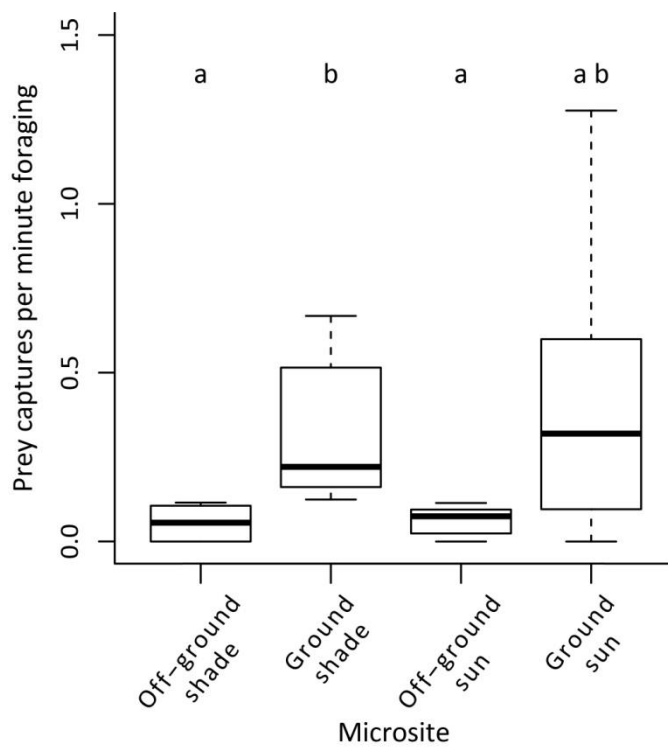 Prey captures per minute foraging
1.5
1.0
0.5
0.0
a
b
a
a b
Off-ground
shade
Ground
shade
Off-ground
sun
Ground
sun
Microsite